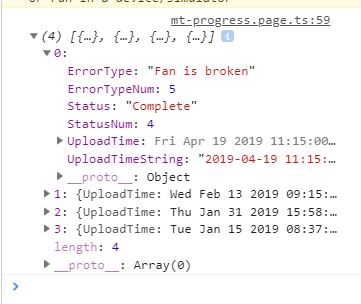 mt-progress.page.ts:59
(4) [{…}, {…}, {…}, {…}] i
0:
ErrorType: "Fan is broken"
ErrorTypeNum: 5
Status: "Complete"
StatusNum: 4
UploadTime: Fri Apr 19 2019 11:15:00…
UploadTimeString: "2019-04-19 11:15:…
__proto__: Object
1: {UploadTime: Wed Feb 13 2019 09:15:…
2: {UploadTime: Thu Jan 31 2019 15:58:…
3: {UploadTime: Tue Jan 15 2019 08:37:…
length: 4
__proto__: Array(0)